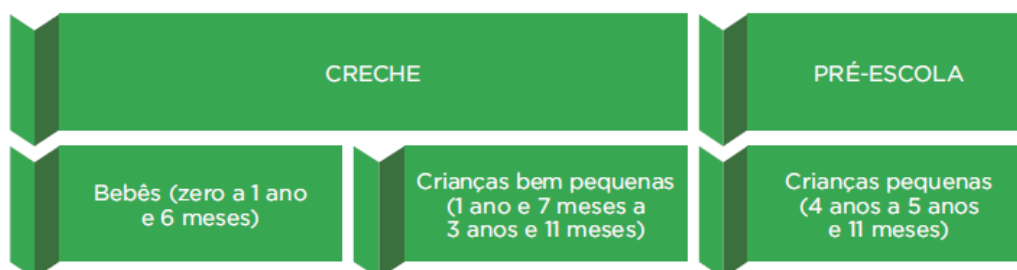 CRECHE
PRÉ-ESCOLA
Bebês (zero a 1 ano
e 6 meses)
Crianças bem pequenas
(1 ano e 7 meses a
3 anos e 11 meses)
Crianças pequenas
(4 anos a 5 anos
e 11 meses)